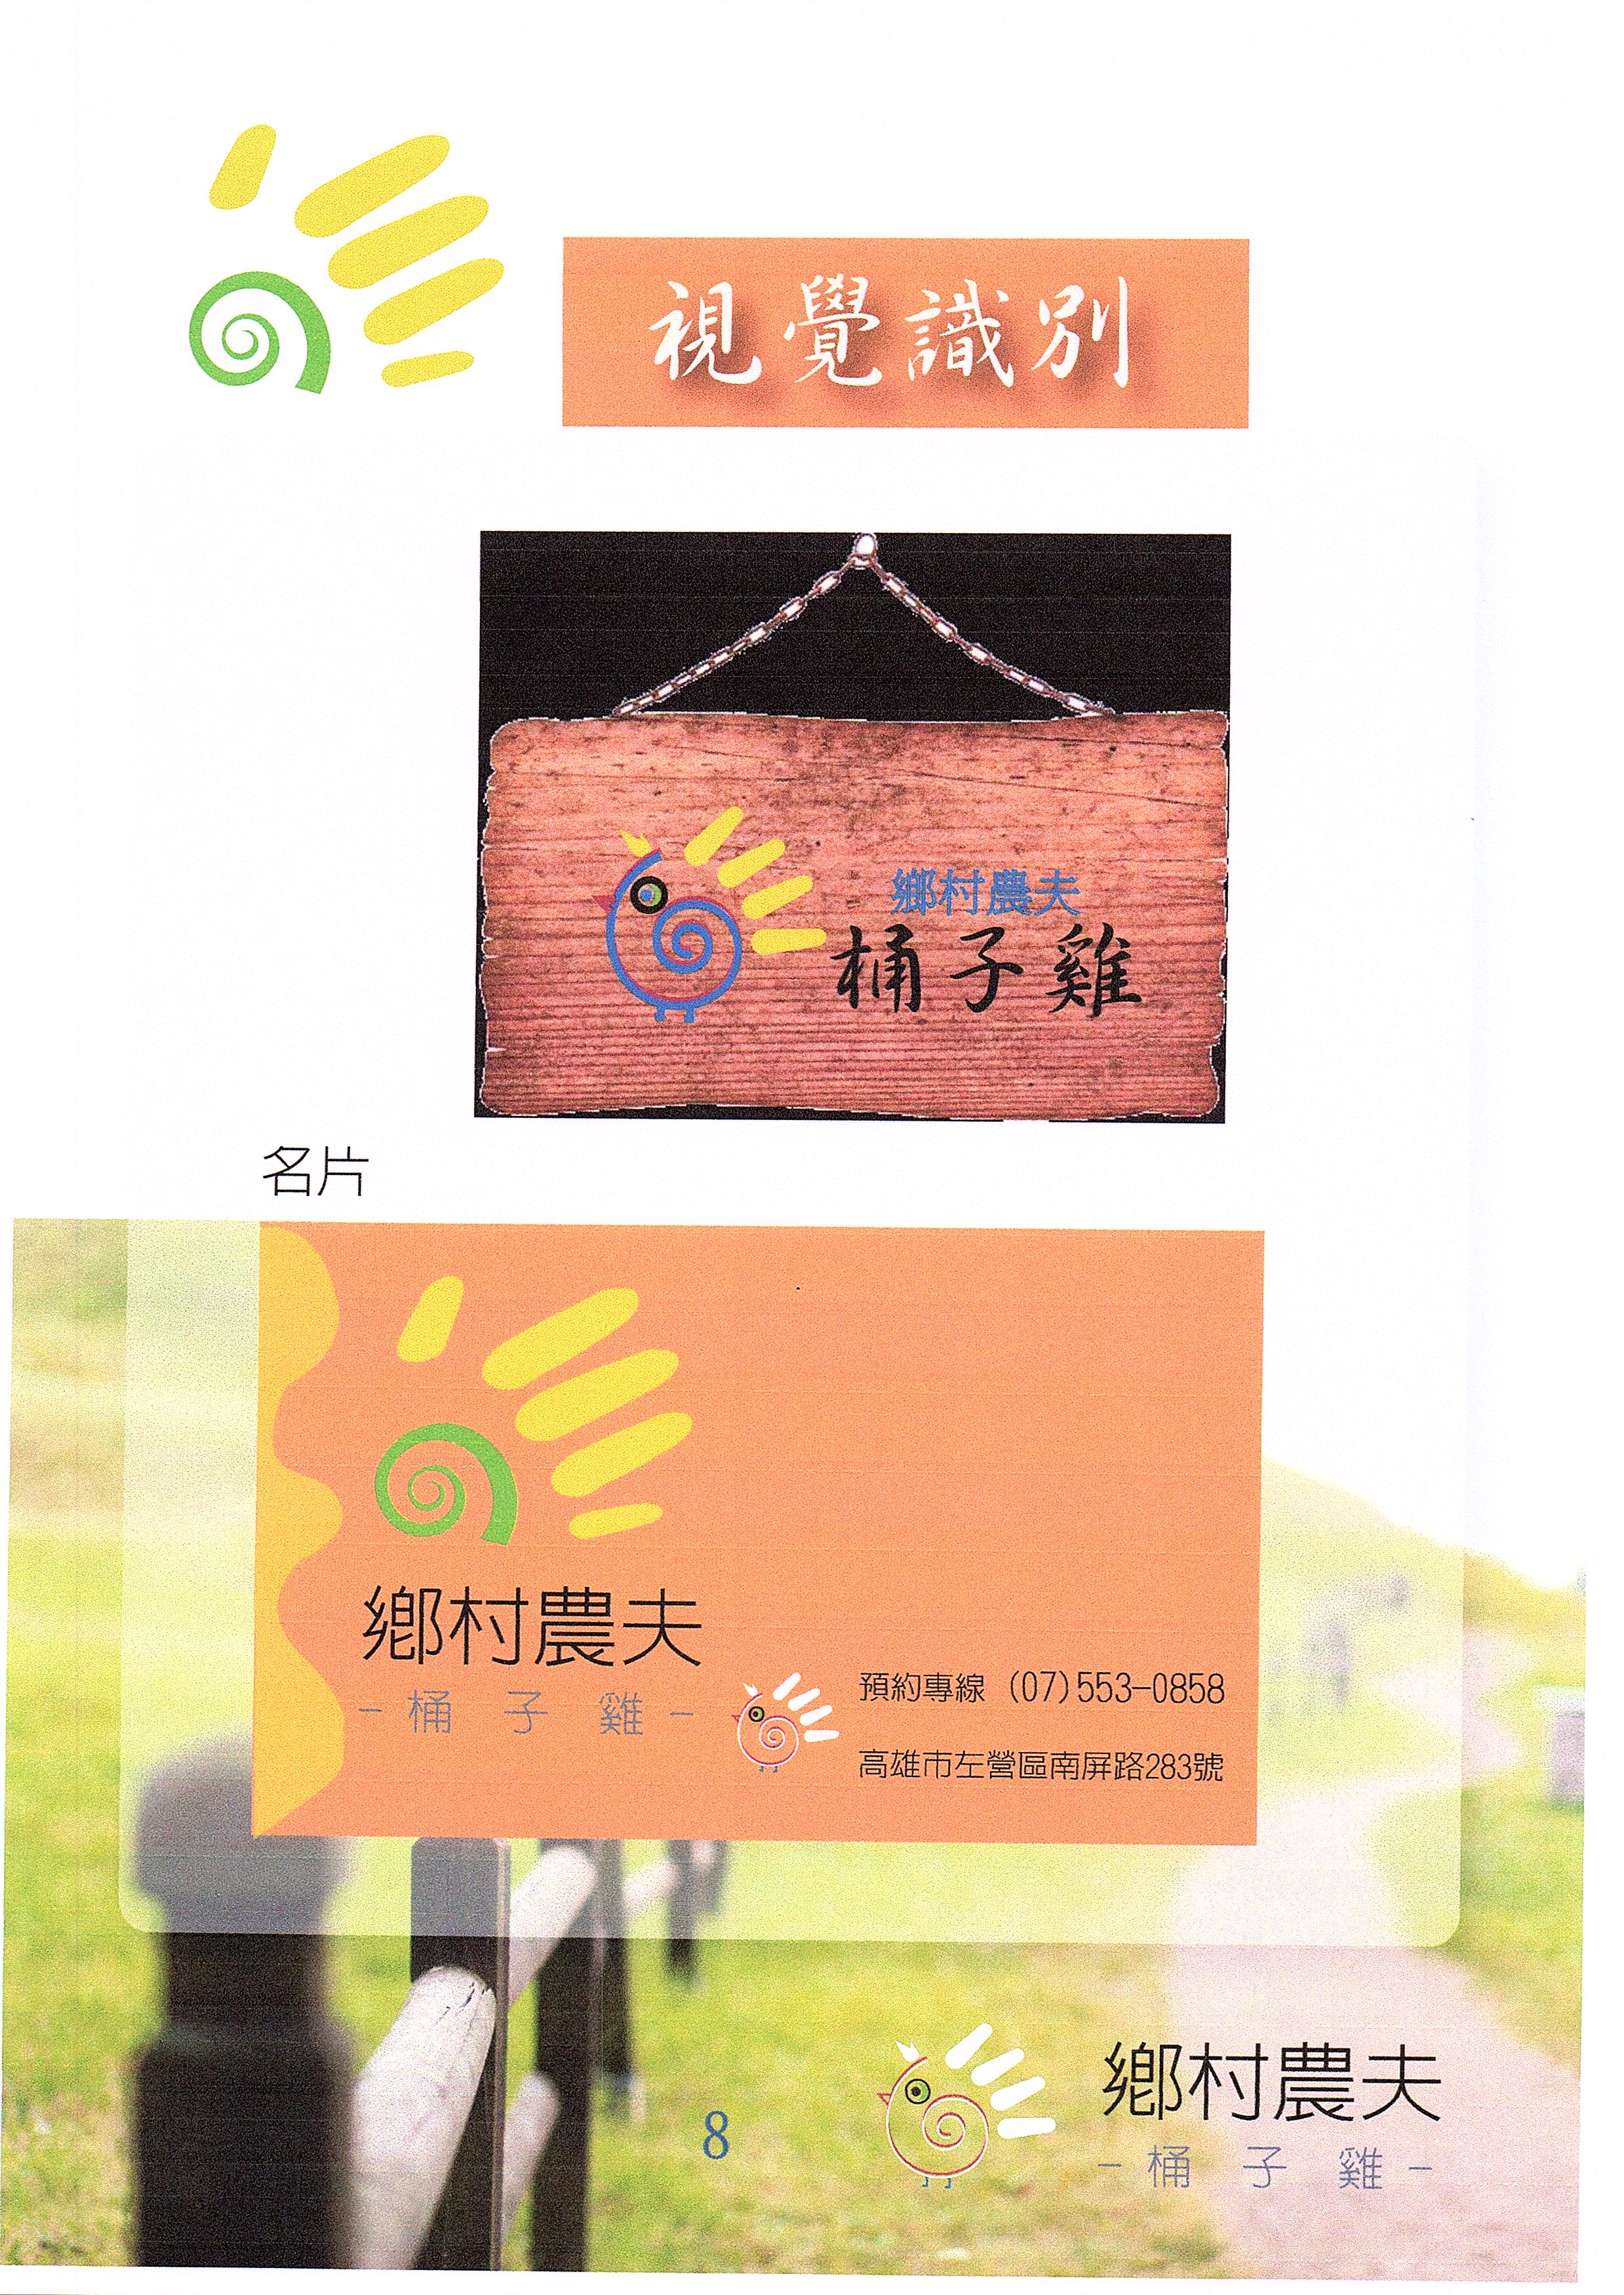 視覺識別
鄉村農夫
桶子雞
名片
鄉村農夫
-桶 子 雞-
預約專線 (07)553-0858
高雄市左營區南屏路283號
8
鄉村農夫
-桶 子 雞-